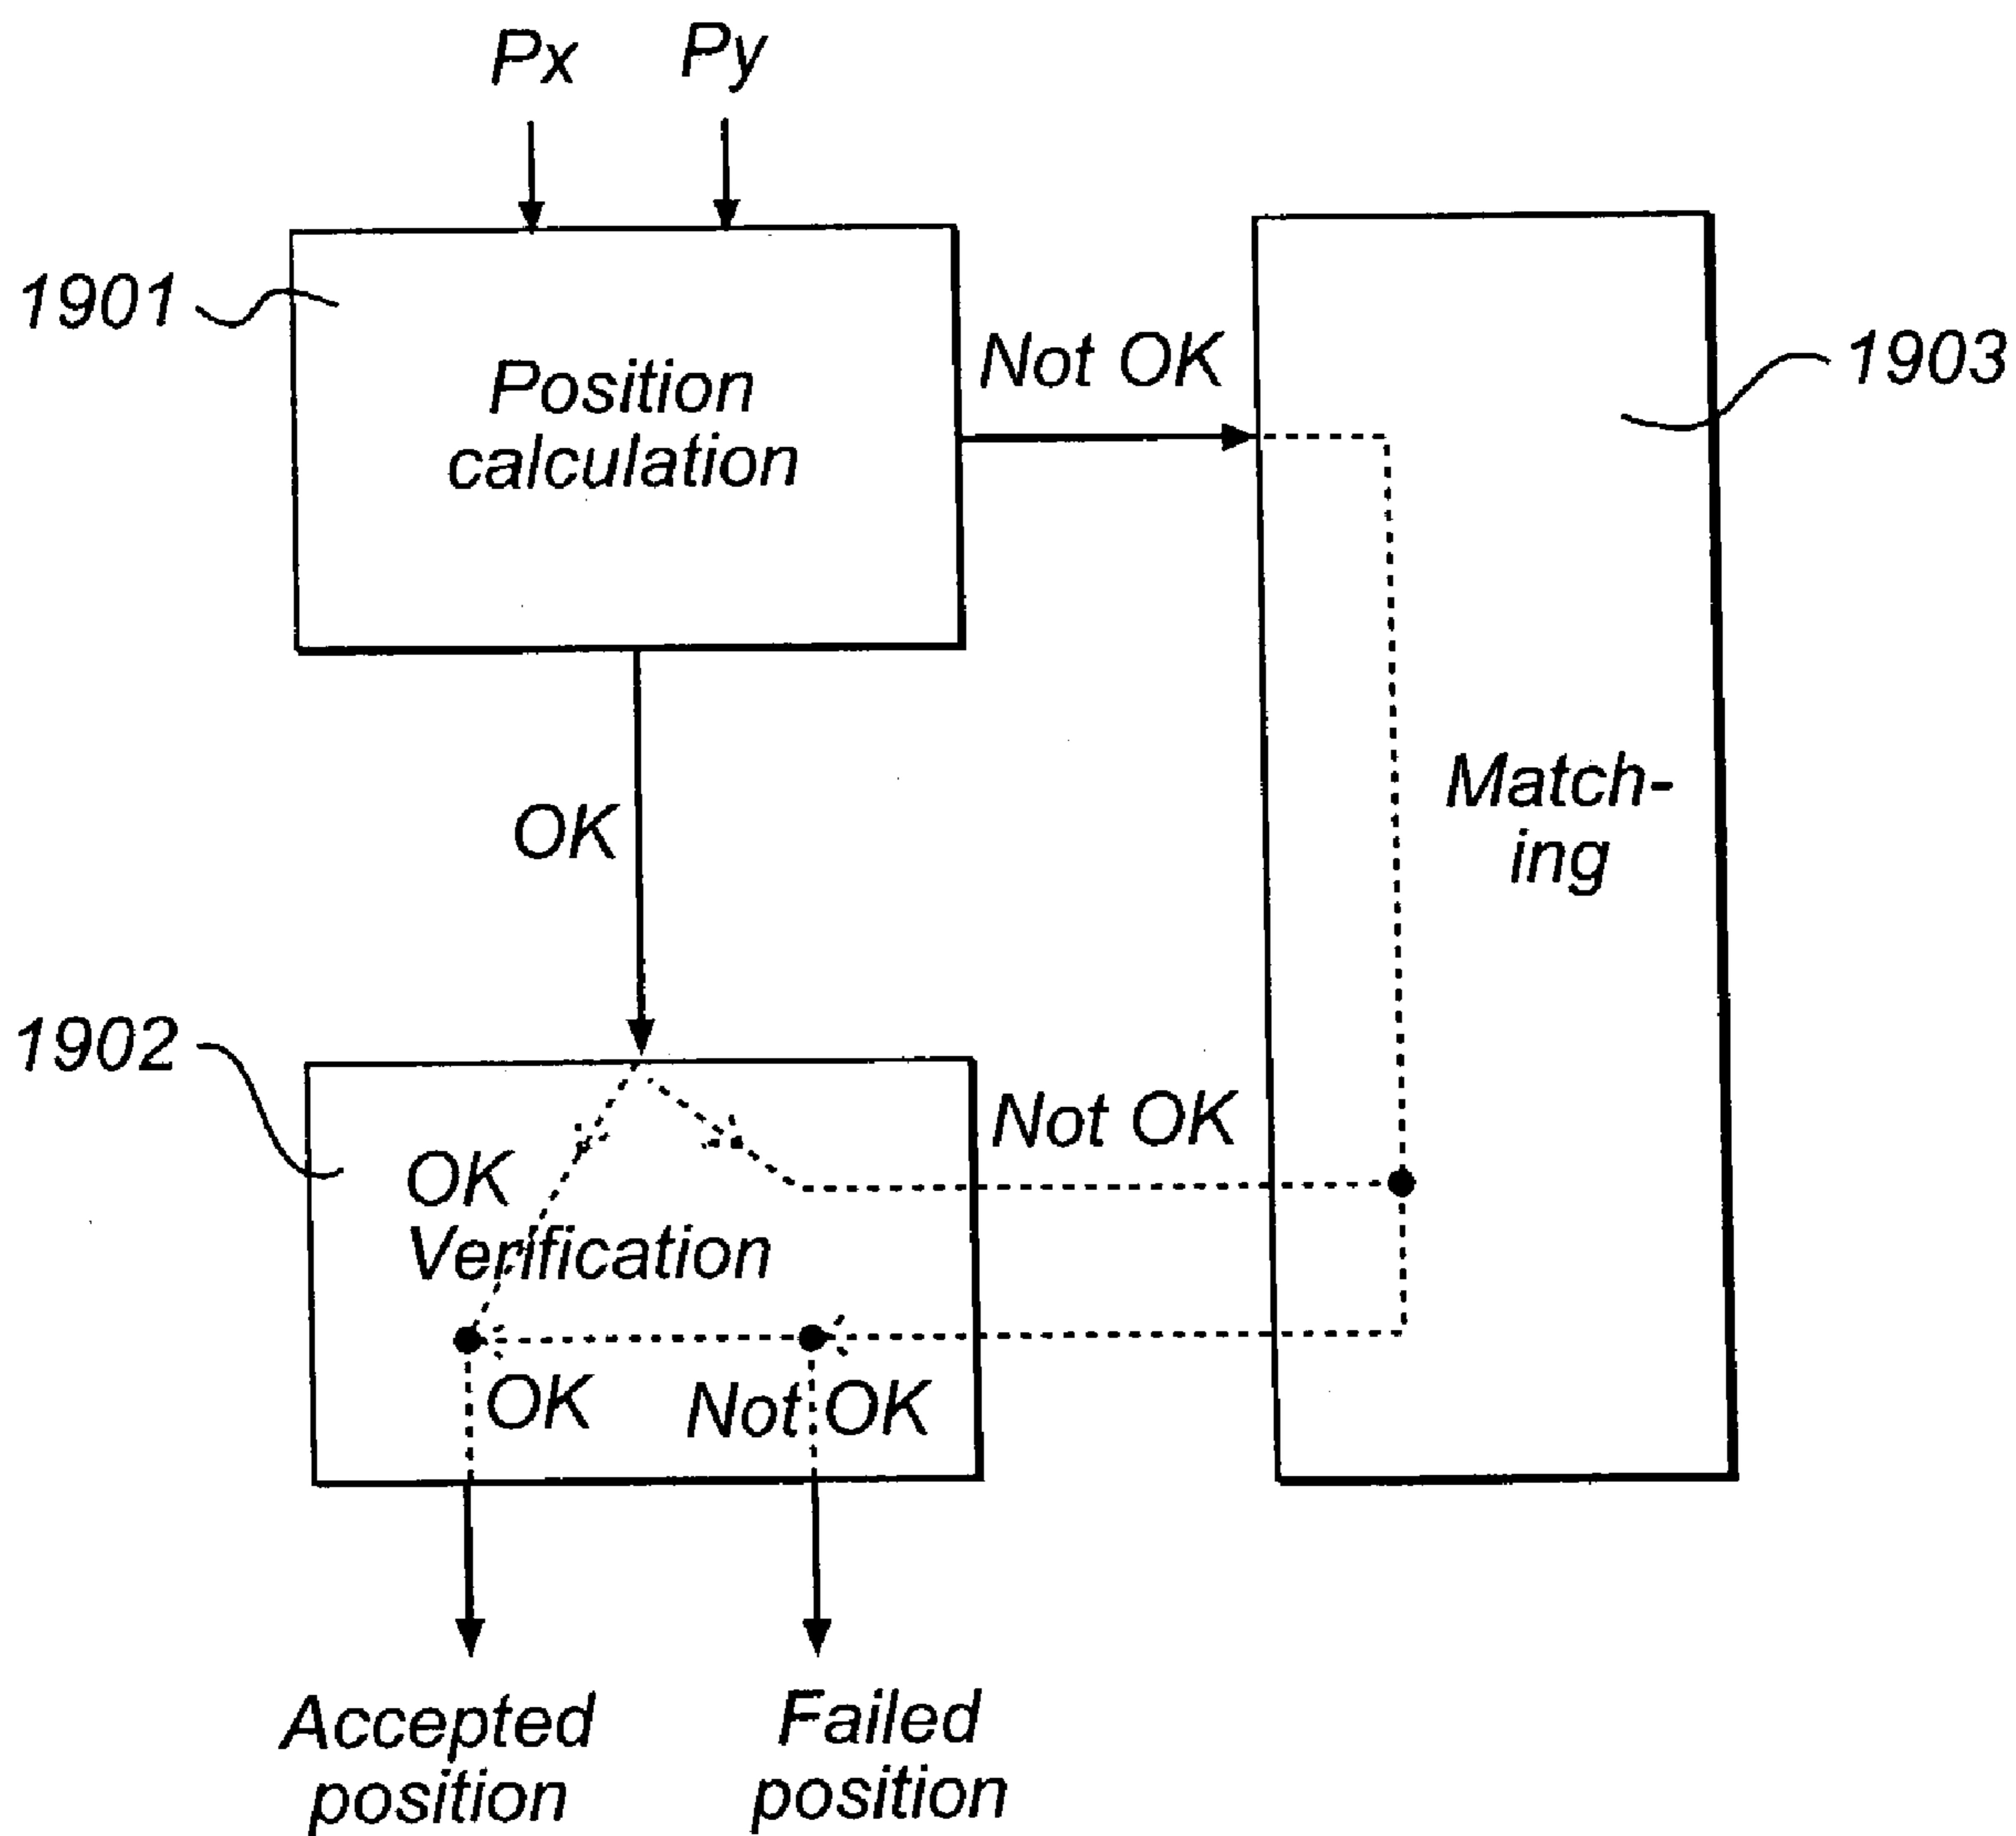 Px
Py
1901
Position
calculation
Not OK
1903
Match-
ing
OK
1902
Not OK
OK
Verification
OK
Not OK
Accepted
position
Failed
position